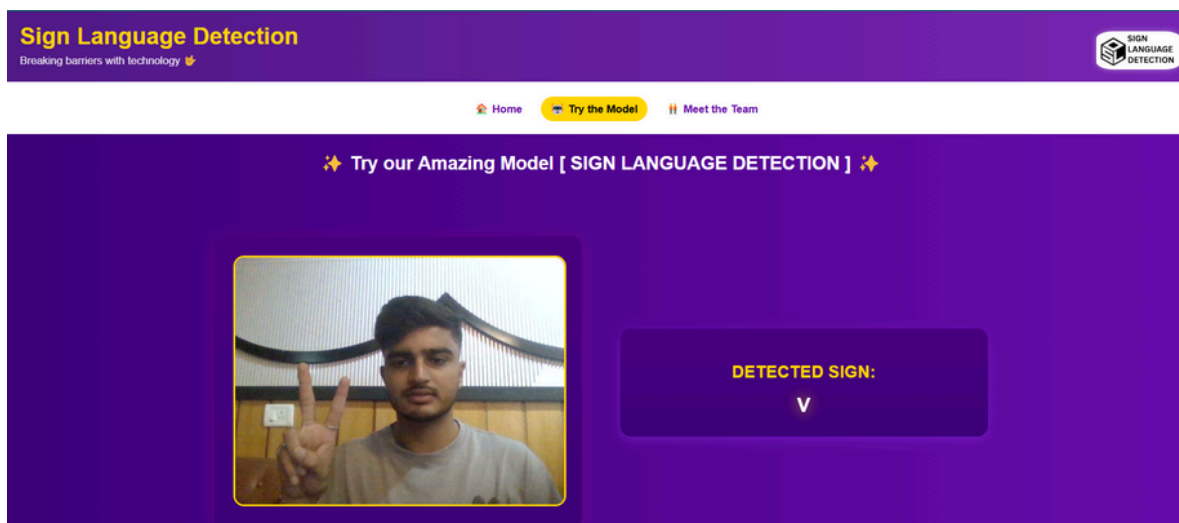 Sign Language Detection
Breaking barriers with technology 🤟
SIGN
LANGUAGE
DETECTION
🏠 Home
Try the Model
Meet the Team
✨ Try our Amazing Model [ SIGN LANGUAGE DETECTION ] ✨
DETECTED SIGN:
V